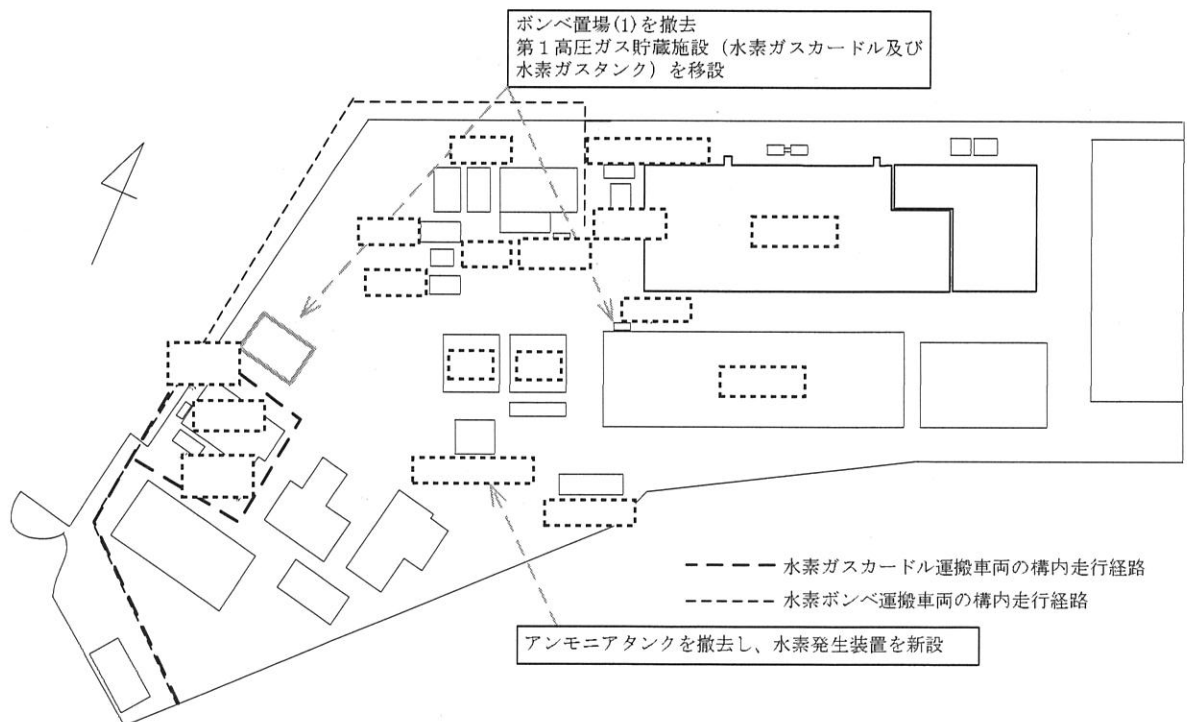 ボンベ置場(1)を撤去
第１高圧ガス貯蔵施設（水素ガスカードル及び
水素ガスタンク）を移設
水素ガスカードル運搬車両の構内走行経路
水素ボンベ運搬車両の構内走行経路
アンモニアタンクを撤去し、水素発生装置を新設